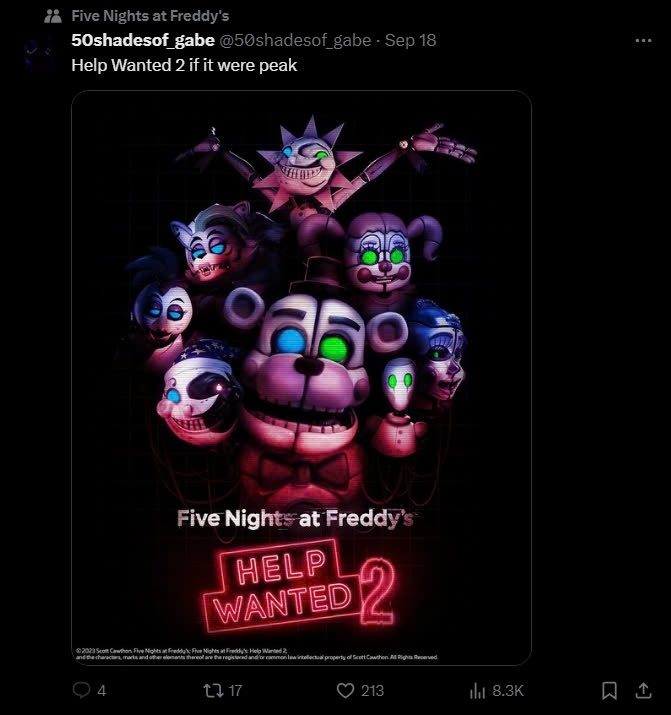 Five Nights at Freddy's
50shadesof_gabe @50shadesof_gabe · Sep 18
Help Wanted 2 if it were peak
Five Nights at Freddy's
HELP
WANTED 2
© 2023 Scott Cawthon. Five Nights at Freddy's; Five Nights at Freddy's: Help Wanted 2;
and the characters, marks and other elements thereof are the registered and/or common law intellectual property of Scott Cawthon. All Rights Reserved.
4 17 213 8.3K